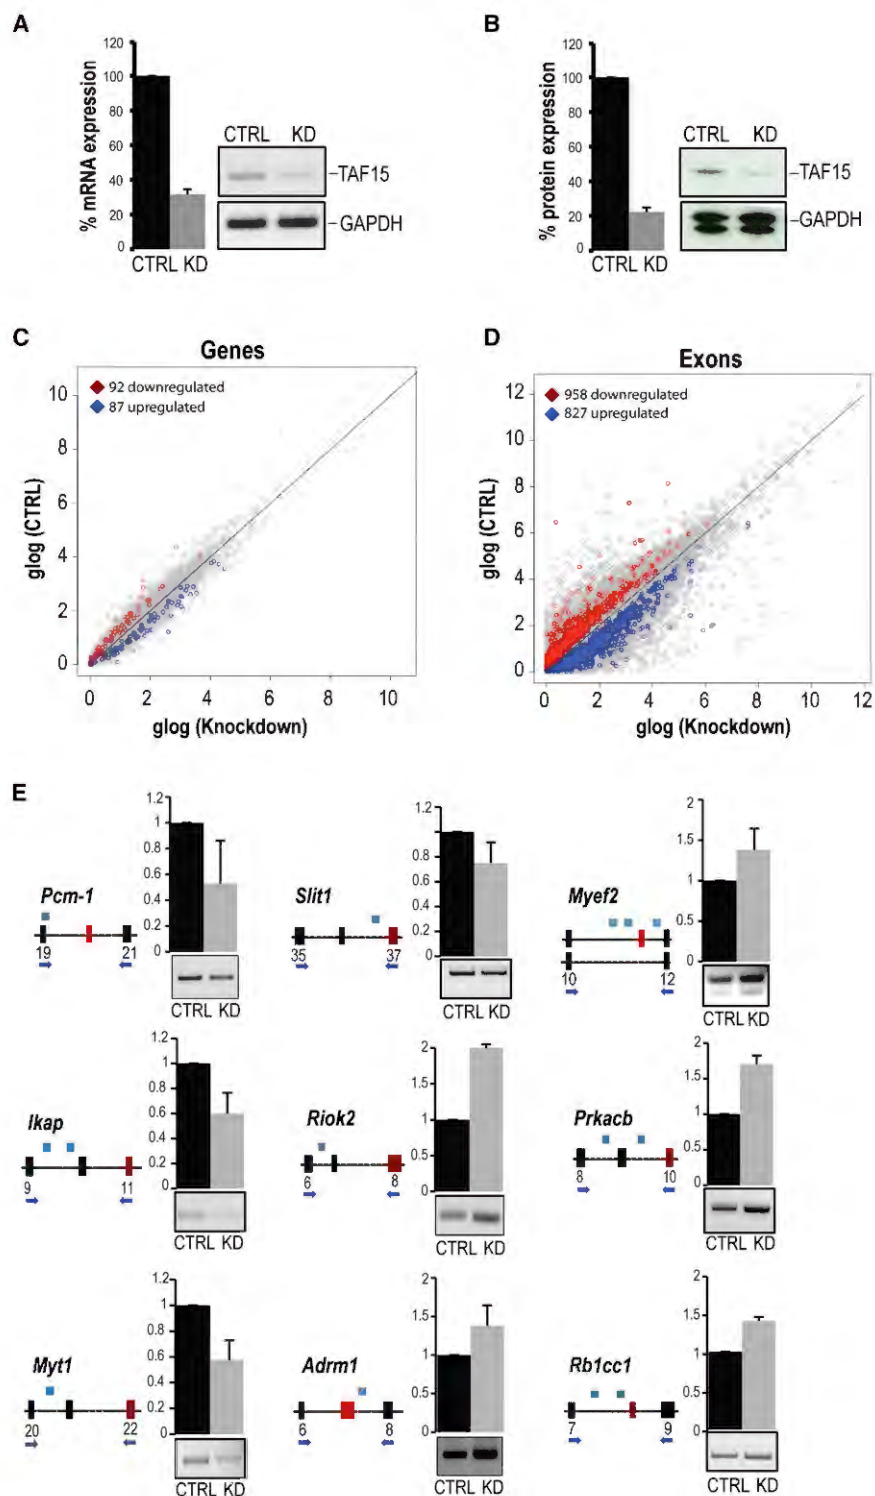 A
120
100
80
60
40
20
0
% mRNA expression
CTRL KD
CTRL KD
TAF15
GAPDH
B
120
100
80
60
40
20
0
% protein expression
CTRL KD
CTRL KD
TAF15
GAPDH
C
Genes
92 downregulated
87 upregulated
10
8
6
4
2
0
glog (CTRL)
0 2 4 6 8 10
glog (Knockdown)
D
Exons
958 downregulated
827 upregulated
12
10
8
6
4
2
0
glog (CTRL)
0 2 4 6 8 10 12
glog (Knockdown)
E
Pcm-1
19 21
1.2
1
0.8
0.6
0.4
0.2
0
CTRL KD
Slit1
35 37
1.2
1
0.8
0.6
0.4
0.2
0
CTRL KD
Myef2
10 12
2
1.5
1
0.5
0
CTRL KD
Ikap
9 11
1.2
1
0.8
0.6
0.4
0.2
0
CTRL KD
Riok2
6 8
2
1
0
CTRL KD
Prkacb
8 10
2
1.5
1
0.5
0
CTRL KD
Myt1
20 22
1.2
1
0.8
0.6
0.4
0.2
0
CTRL KD
Adrm1
6 8
2
1.5
1
0.5
0
CTRL KD
Rb1cc1
7 9
2
1.5
1
0.5
0
CTRL KD